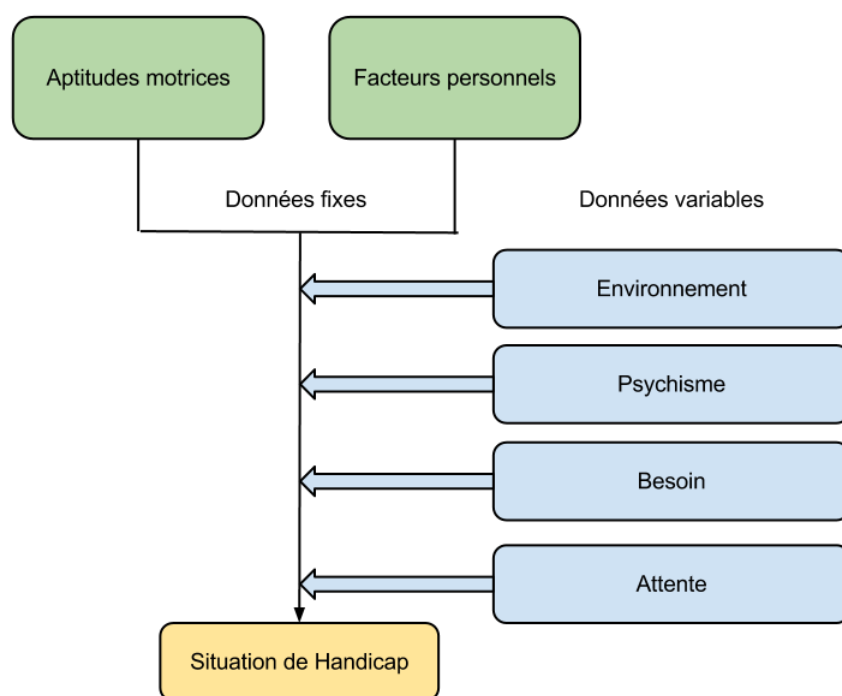 Aptitudes motrices
Facteurs personnels
Données fixes
Données variables
Environnement
Psychisme
Besoin
Attente
Situation de Handicap